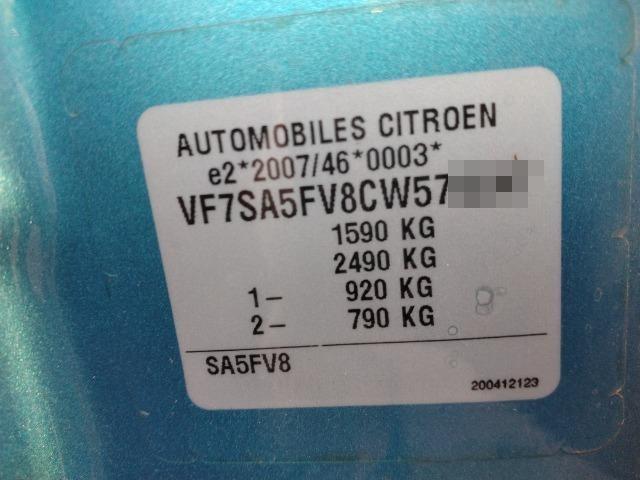 AUTOMOBILES CITROEN
e2*2007/46*0003*
VF7SA5FV8CW57
1590 KG
2490 KG
1- 920 KG
2- 790 KG
SA5FV8
200412123